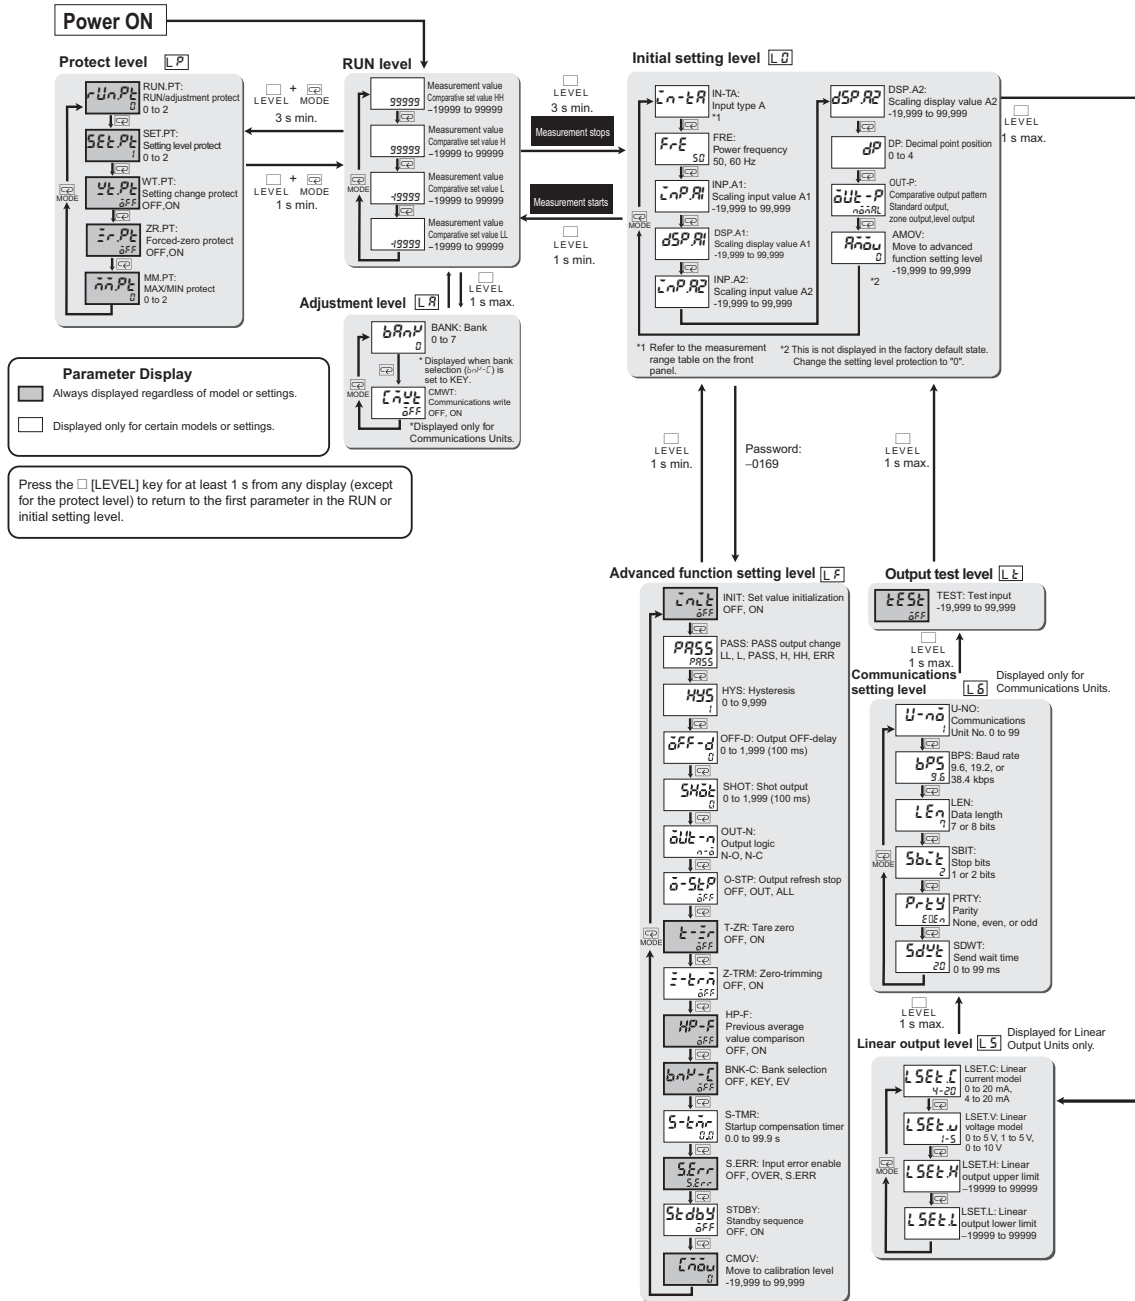 Power ON
Protect level LP
RUN.PT:
RUN/adjustment protect
0 to 2
SET.PT:
Setting level protect
0 to 2
WT.PT:
Setting change protect
OFF,ON
ZR.PT:
Forced-zero protect
OFF,ON
MM.PT:
MAX/MIN protect
0 to 2
MODE
LEVEL + MODE
3 s min.
LEVEL + MODE
1 s min.
RUN level
99999
Measurement value
Comparative set value HH
-19999 to 99999
99999
Measurement value
Comparative set value H
-19999 to 99999
-19999
Measurement value
Comparative set value L
-19999 to 99999
-19999
Measurement value
Comparative set value LL
-19999 to 99999
MODE
LEVEL
3 s min.
Measurement stops
Measurement starts
LEVEL
1 s min.
LEVEL
1 s max.
Adjustment level LA
BANK: Bank
0 to 7
* Displayed when bank
selection (bnK-C) is
set to KEY.
CMWT:
Communications write
OFF, ON
*Displayed only for
Communications Units.
MODE
Initial setting level L0
IN-TA:
Input type A
*1
FRE:
Power frequency
50, 60 Hz
50
INP.A1:
Scaling input value A1
-19,999 to 99,999
DSP.A1:
Scaling display value A1
-19,999 to 99,999
INP.A2:
Scaling input value A2
-19,999 to 99,999
MODE
DSP.A2:
Scaling display value A2
-19,999 to 99,999
DP: Decimal point position
0 to 4
OUT-P:
Comparative output pattern
Standard output,
zone output,level output
AMOV:
Move to advanced
function setting level
-19,999 to 99,999
*2
*1 Refer to the measurement
range table on the front
panel.
*2 This is not displayed in the factory default state.
Change the setting level protection to "0".
LEVEL
1 s max.
Parameter Display
Always displayed regardless of model or settings.
Displayed only for certain models or settings.
Press the □ [LEVEL] key for at least 1 s from any display (except
for the protect level) to return to the first parameter in the RUN or
initial setting level.
LEVEL
1 s min.
Password:
–0169
LEVEL
1 s max.
Advanced function setting level LF
INIT: Set value initialization
OFF, ON
PASS: PASS output change
LL, L, PASS, H, HH, ERR
HYS: Hysteresis
0 to 9,999
OFF-D: Output OFF-delay
0 to 1,999 (100 ms)
SHOT: Shot output
0 to 1,999 (100 ms)
OUT-N:
Output logic
N-O, N-C
O-STP: Output refresh stop
OFF, OUT, ALL
T-ZR: Tare zero
OFF, ON
Z-TRM: Zero-trimming
OFF, ON
HP-F:
Previous average
value comparison
OFF, ON
BNK-C: Bank selection
OFF, KEY, EV
S-TMR:
Startup compensation timer
0.0 to 99.9 s
S.ERR: Input error enable
OFF, OVER, S.ERR
STDBY:
Standby sequence
OFF, ON
CMOV:
Move to calibration level
-19,999 to 99,999
MODE
Output test level Lt
TEST: Test input
-19,999 to 99,999
LEVEL
1 s max.
Communications
setting level L6
Displayed only for
Communications Units.
U-NO:
Communications
Unit No. 0 to 99
BPS: Baud rate
9.6, 19.2, or
38.4 kbps
LEN:
Data length
7 or 8 bits
SBIT:
Stop bits
1 or 2 bits
PRTY:
Parity
None, even, or odd
SDWT:
Send wait time
0 to 99 ms
MODE
LEVEL
1 s max.
Linear output level L5
Displayed for Linear
Output Units only.
LSET.C: Linear
current model
0 to 20 mA,
4 to 20 mA
LSET.V: Linear
voltage model
0 to 5 V, 1 to 5 V,
0 to 10 V
LSET.H: Linear
output upper limit
–19999 to 99999
LSET.L: Linear
output lower limit
–19999 to 99999
MODE